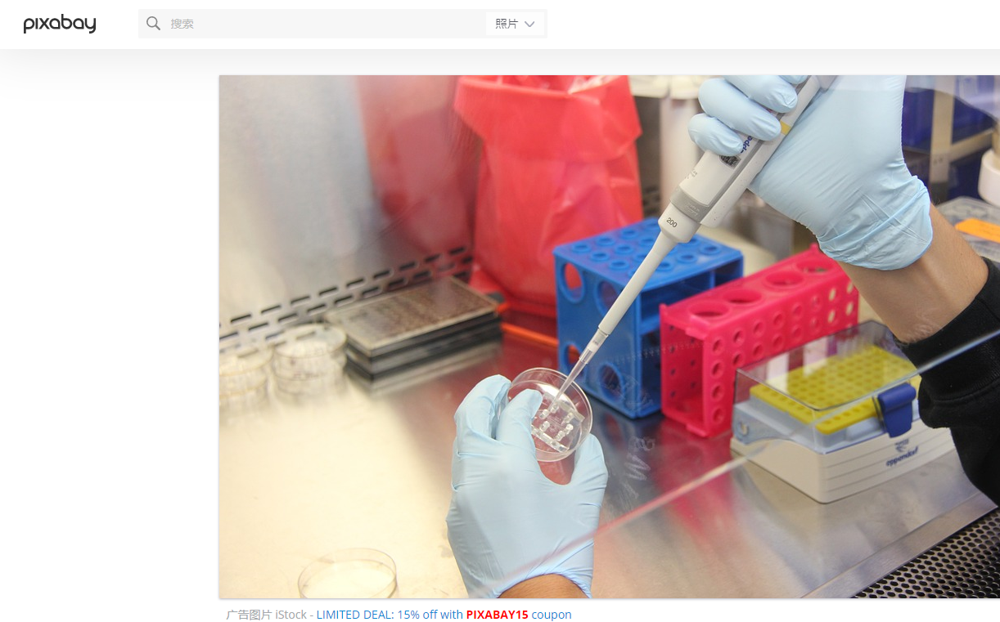 pixabay
搜索
照片
200
eppendorf
广告图片 iStock - LIMITED DEAL: 15% off with PIXABAY15 coupon